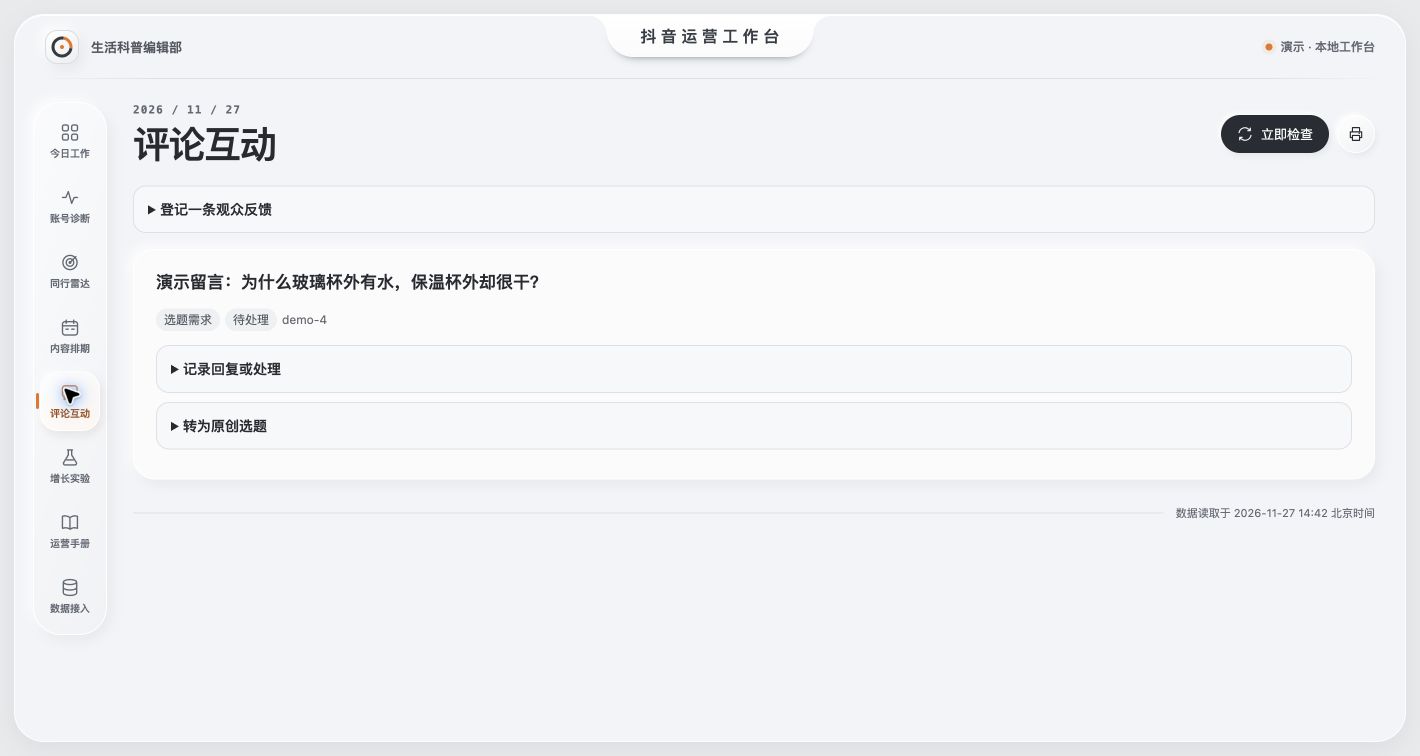 生活科普编辑部
抖音运营工作台
演示 · 本地工作台
今日工作
账号诊断
同行雷达
内容排期
评论互动
增长实验
运营手册
数据接入
2026 / 11 / 27
评论互动
立即检查
登记一条观众反馈
演示留言：为什么玻璃杯外有水，保温杯外却很干？
选题需求 待处理 demo-4
记录回复或处理
转为原创选题
数据读取于 2026-11-27 14:42 北京时间